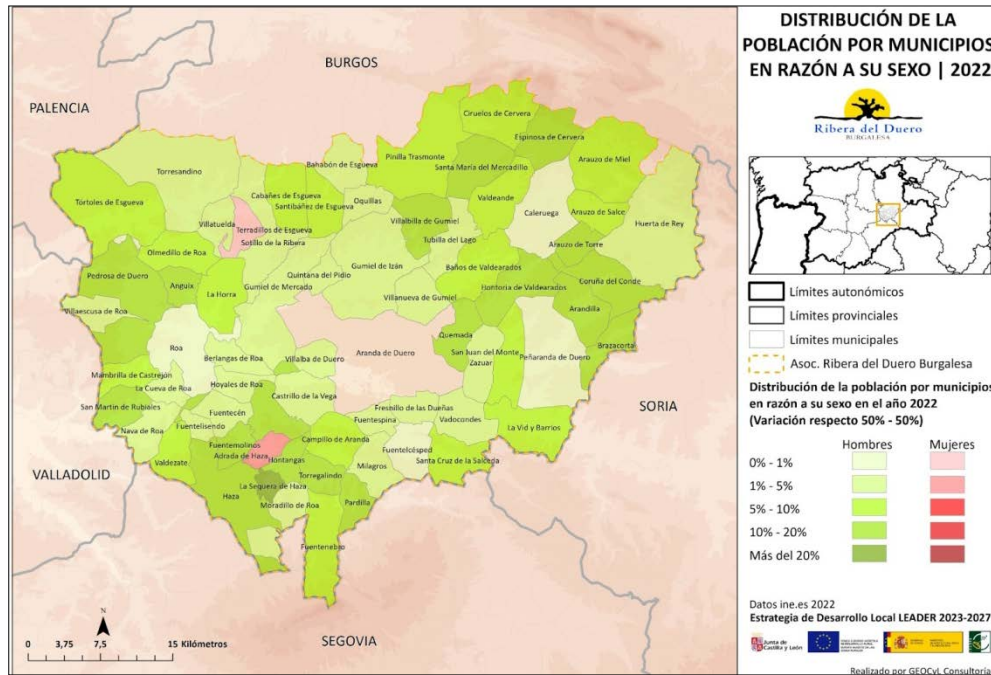 DISTRIBUCIÓN DE LA
POBLACIÓN POR MUNICIPIOS
EN RAZÓN A SU SEXO | 2022
Ribera del Duero
BURGALESA
Límites autonómicos
Límites provinciales
Límites municipales
Asoc. Ribera del Duero Burgalesa
Distribución de la población por municipios
en razón a su sexo en el año 2022
(Variación respecto 50% - 50%)
Hombres Mujeres
0% - 1%
1% - 5%
5% - 10%
10% - 20%
Más del 20%
Datos ine.es 2022
Estrategia de Desarrollo Local LEADER 2023-2027
Junta de
Castilla y León
Realizado por GEOCyL Consultoría
BURGOS
PALENCIA
SORIA
VALLADOLID
SEGOVIA
Ciruelos de Cervera
Espinosa de Cervera
Pinilla Trasmonte
Arauzo de Miel
Bahabón de Esgueva
Santa María del Mercadillo
Torresandino
Cabañes de Esgueva
Valdeande
Santibáñez de Esgueva
Oquillas
Tortoles de Esgueva
Caleruega
Arauzo de Salce
Villatuelda
Villalbilla de Gumiel
Huerta de Rey
Terradillos de Esgueva
Tubilla del Lago
Sotillo de la Ribera
Arauzo de Torre
Olmedillo de Roa
Gumiel de Izán
Baños de Valdearados
Pedrosa de Duero
Quintana del Pidio
Coruña del Conde
Anguix
Gumiel de Mercado
Hontoria de Valdearados
La Horra
Villanueva de Gumiel
Villaescusa de Roa
Arandilla
Quemada
Roa
Aranda de Duero
Brazacorta
Berlangas de Roa
Villalba de Duero
San Juan del Monte
Peñaranda de Duero
Zazuar
Mambrilla de Castrejón
La Cueva de Roa
Hoyales de Roa
Castrillo de la Vega
San Martín de Rubiales
Fresnillo de las Dueñas
Fuentecén
Fuentespina
Vadocondes
Fuentelisendo
Nava de Roa
La Vid y Barrios
Fuentemolinos
Campillo de Aranda
Adrada de Haza
Hontangas
Fuentelcésped
Valdezate
Milagros
Santa Cruz de la Salceda
Torregalindo
La Sequera de Haza
Haza
Pardilla
Moradillo de Roa
Fuentenebro
N
0 3,75 7,5 15 Kilómetros